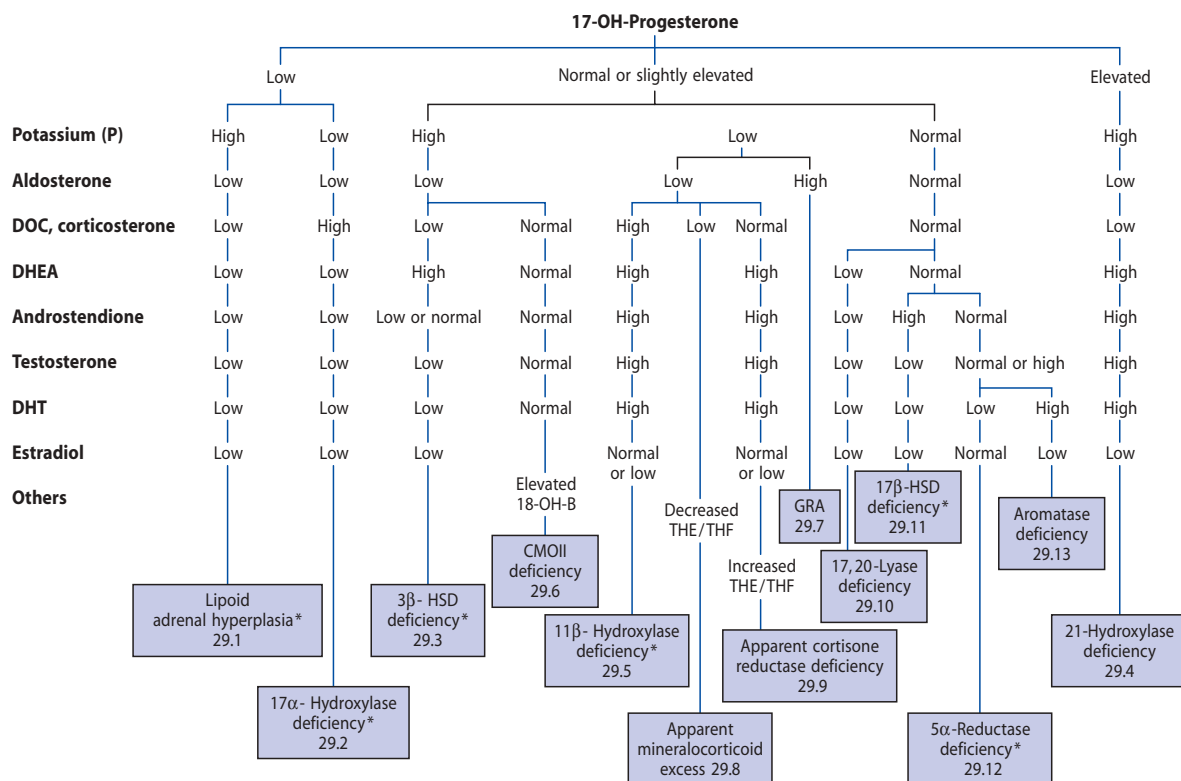 17-OH-Progesterone
Low Normal or slightly elevated Elevated
Potassium (P) High Low High Low Normal High
Aldosterone Low Low Low Low High Normal Low
DOC, corticosterone Low High Low Normal High Low Normal Normal Low
DHEA Low Low High Normal High High Low Normal High
Androstendione Low Low Low or normal Normal High High Low High Normal High
Testosterone Low Low Low Normal High High Low Low Normal or high High
DHT Low Low Low Normal High High Low Low Low High High
Estradiol Low Low Low Normal Normal Low Low Normal Low Low
or low or low
Others
Elevated
18-OH-B
Decreased
THE/THF
Increased
THE/THF
GRA
29.7
17β-HSD
deficiency*
29.11
Aromatase
deficiency
29.13
CMOII
deficiency
29.6
17,20-Lyase
deficiency
29.10
Lipoid
adrenal hyperplasia*
29.1
3β- HSD
deficiency*
29.3
11β- Hydroxylase
deficiency*
29.5
Apparent cortisone
reductase deficiency
29.9
21-Hydroxylase
deficiency
29.4
17α- Hydroxylase
deficiency*
29.2
Apparent
mineralocorticoid
excess 29.8
5α-Reductase
deficiency*
29.12